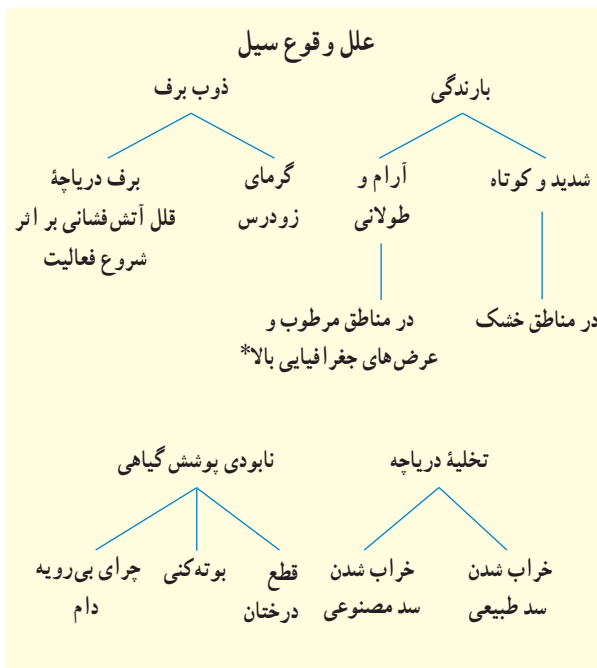 علل وقوع سیل
بارندگی
ذوب برف
شدید و کوتاه
آرام و
طولانی
گرمای
زودرس
برف دریاچۀ
قلل آتش‌فشانی بر اثر
شروع فعالیت
در مناطق خشک
در مناطق مرطوب و
عرض‌های جغرافیایی بالا*
تخلیۀ دریاچه
نابودی پوشش گیاهی
خراب شدن
سد طبیعی
خراب شدن
سد مصنوعی
قطع
درختان
بوته‌کنی
چرای بی‌رویه
دام